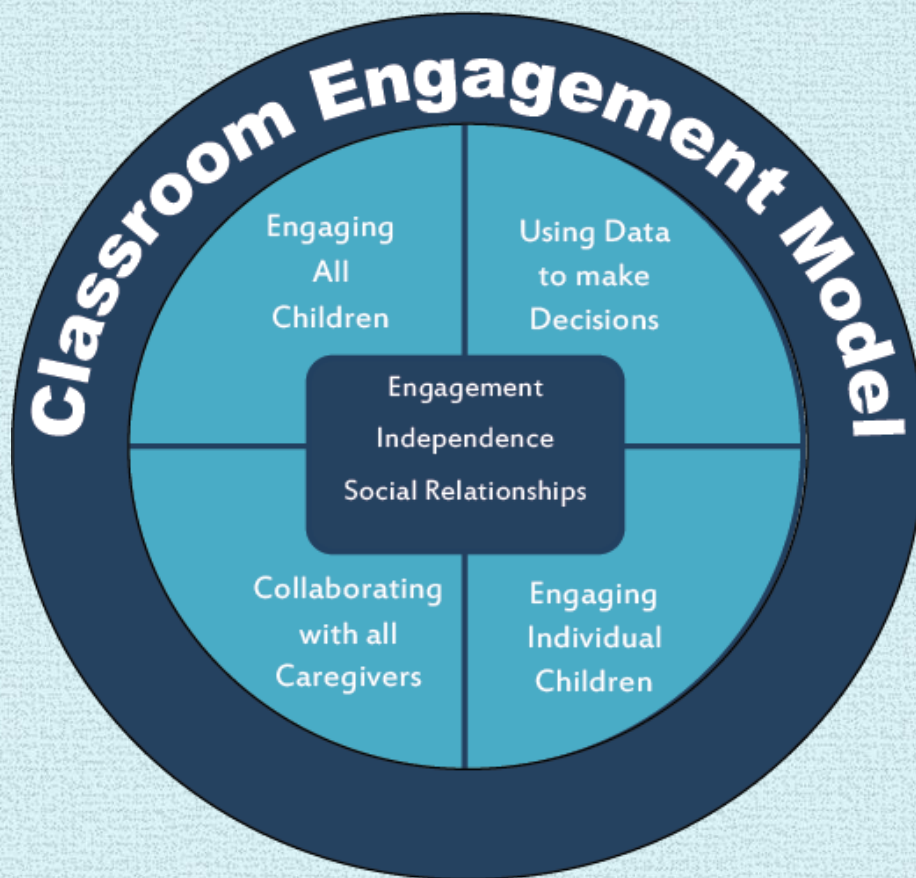 Classroom Engagement Model
Engaging
All
Children
Using Data
to make
Decisions
Engagement
Independence
Social Relationships
Collaborating
with all
Caregivers
Engaging
Individual
Children